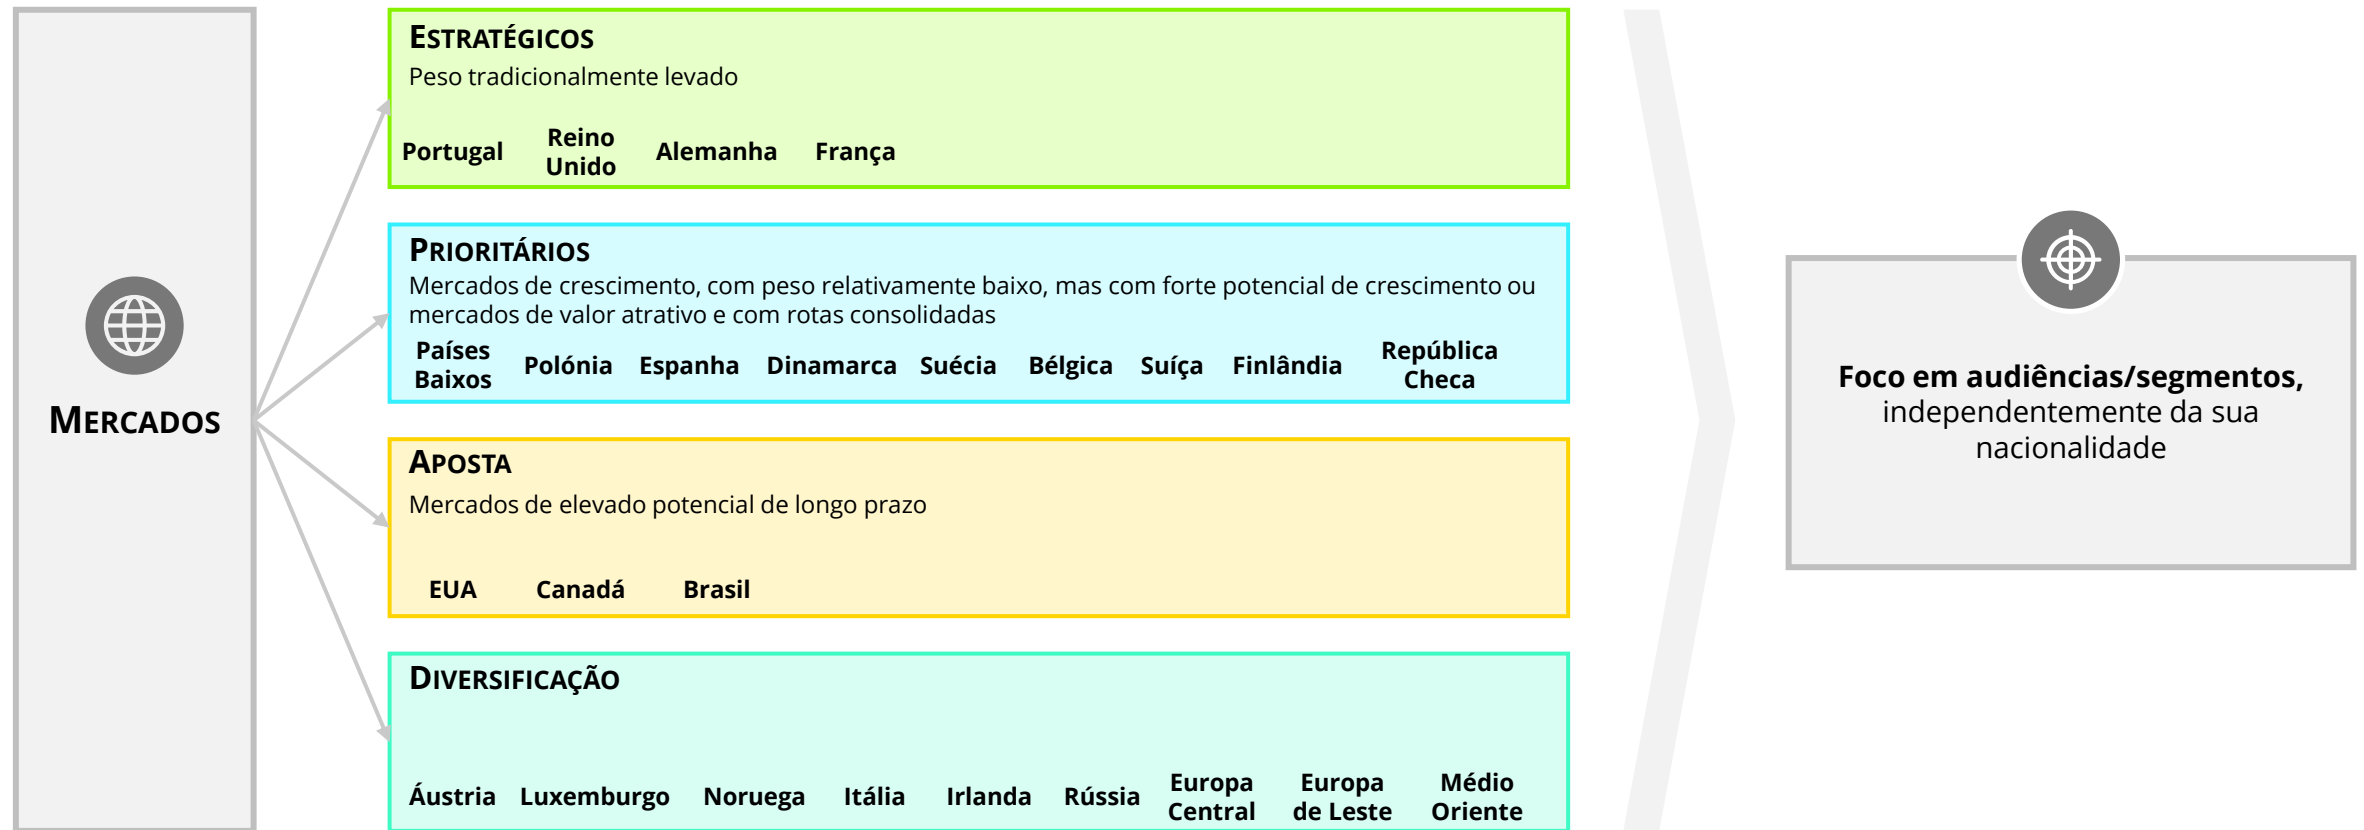 MERCADOS
ESTRATÉGICOS
Peso tradicionalmente levado
Portugal Reino Unido Alemanha França
PRIORITÁRIOS
Mercados de crescimento, com peso relativamente baixo, mas com forte potencial de crescimento ou
mercados de valor atrativo e com rotas consolidadas
Países Baixos Polónia Espanha Dinamarca Suécia Bélgica Suíça Finlândia República Checa
APOSTA
Mercados de elevado potencial de longo prazo
EUA Canadá Brasil
DIVERSIFICAÇÃO
Áustria Luxemburgo Noruega Itália Irlanda Rússia Europa Central Europa de Leste Médio Oriente
Foco em audiências/segmentos,
independentemente da sua
nacionalidade